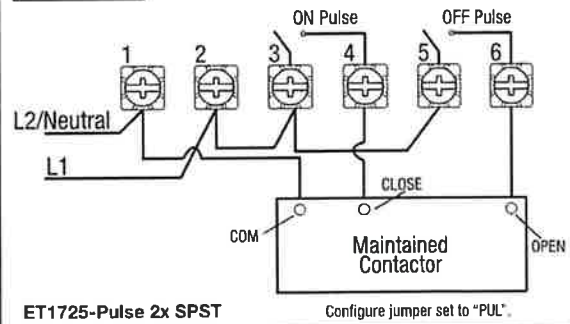 ON Pulse
OFF Pulse
1 2 3 4 5 6
L2/Neutral
L1
CLOSE
COM
OPEN
Maintained
Contactor
ET1725-Pulse 2x SPST
Configure jumper set to "PUL".